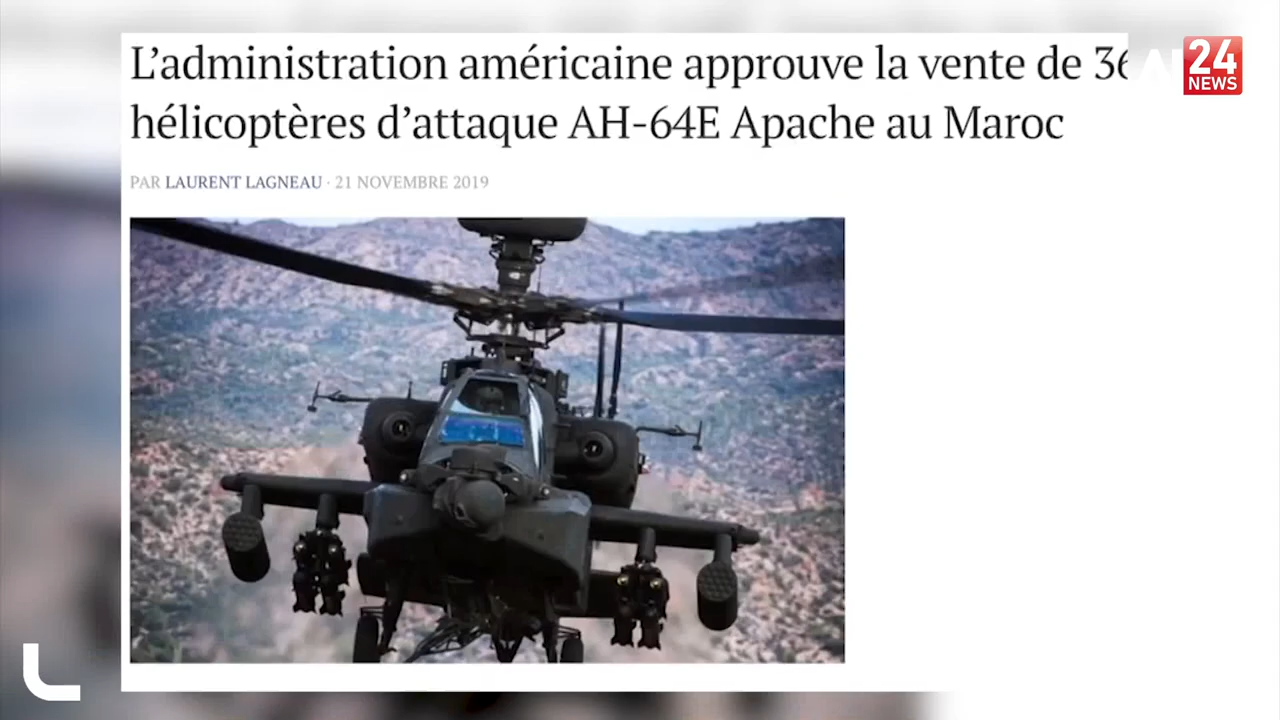 L’administration américaine approuve la vente de 36
hélicoptères d’attaque AH-64E Apache au Maroc
PAR LAURENT LAGNEAU · 21 NOVEMBRE 2019
24
NEWS